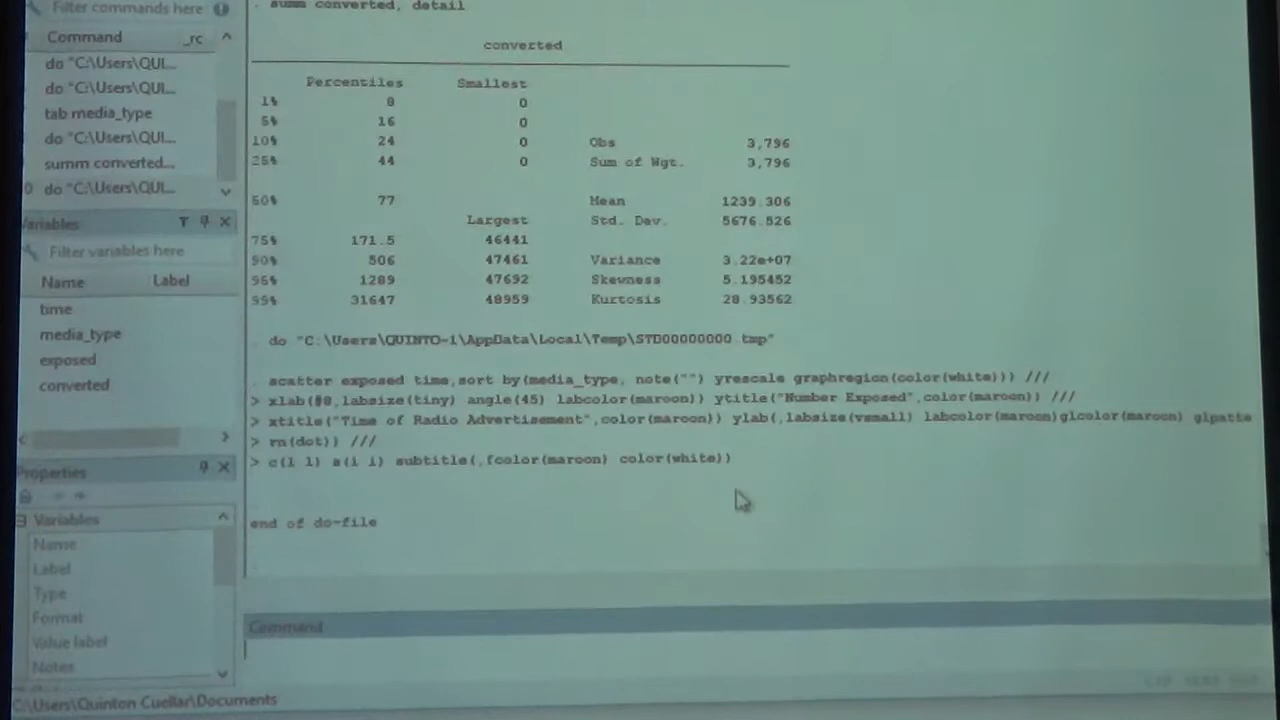 Filter commands here
Command _rc
do "C:\Users\QUI...
do "C:\Users\QUI...
tab media_type
do "C:\Users\QUI...
summ converted...
0 do "C:\Users\QUI...
Variables
Filter variables here
Name Label
time
media_type
exposed
converted
Properties
Variables
Name
Label
Type
Format
Value label
Notes
. summ converted, detail
converted
Percentiles Smallest
1% 8 0
5% 16 0
10% 24 0 Obs 3,796
25% 44 0 Sum of Wgt. 3,796
50% 77 Mean 1239.306
Largest Std. Dev. 5676.526
75% 171.5 46441
90% 506 47461 Variance 3.22e+07
95% 1289 47692 Skewness 5.195452
99% 31647 48959 Kurtosis 28.93562
do "C:\Users\QUINTO~1\AppData\Local\Temp\STD00000000.tmp"
. scatter exposed time,sort by(media_type, note("") yrescale graphregion(color(white))) ///
> xlab(#8,labsize(tiny) angle(45) labcolor(maroon)) ytitle("Number Exposed",color(maroon)) ///
> xtitle("Time of Radio Advertisement",color(maroon)) ylab(,labsize(vsmall) labcolor(maroon)glcolor(maroon) glpatte
> rn(dot)) ///
> c(l l) s(i i) subtitle(,fcolor(maroon) color(white))
end of do-file
Command
C:\Users\Quinton Cuellar\Documents